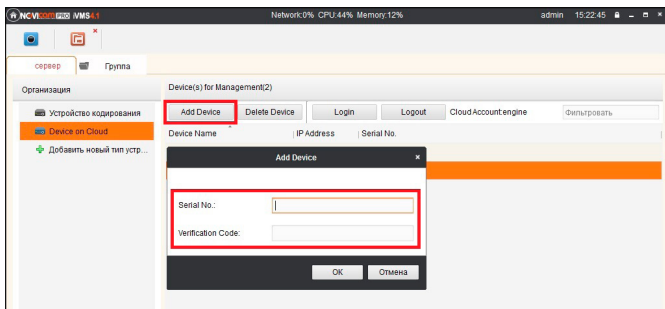 NOVIcam PRO iVMS4.1 Network:0% CPU:44% Memory:12% admin 15:22:45
сервер Группа
Организация
Device(s) for Management(2)
Устройство кодирования
Add Device Delete Device Login Logout Cloud Account:engine Фильтровать
Device on Cloud
Device Name IP Address Serial No.
Добавить новый тип устр...
Add Device
Serial No.:
Verification Code:
OK Отмена